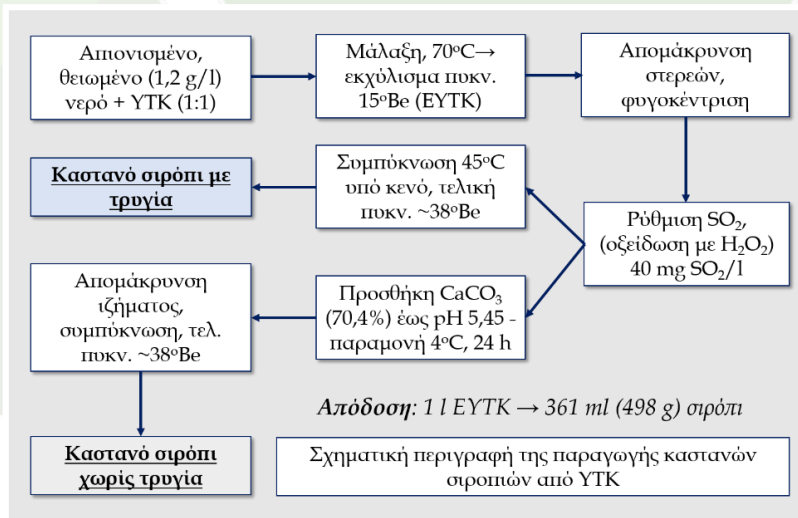 Απιονισμένο,
θειωμένο (1,2 g/l)
νερό + ΥΤΚ (1:1)
Μάλαξη, 70°C→
εκχύλισμα πυκν.
15°Be (ΕΥΤΚ)
Απομάκρυνση
στερεών,
φυγοκέντριση
Ρύθμιση SO₂,
(οξείδωση με H₂O₂)
40 mg SO₂/l
Συμπύκνωση 45°C
υπό κενό, τελική
πυκν. ~38°Be
Καστανό σιρόπι με
τρυγία
Προσθήκη CaCO₃
(70,4%) έως pH 5,45 -
παραμονή 4°C, 24 h
Απομάκρυνση
ιζήματος,
συμπύκνωση, τελ.
πυκν. ~38°Be
Καστανό σιρόπι
χωρίς τρυγία
Απόδοση: 1 l ΕΥΤΚ → 361 ml (498 g) σιρόπι
Σχηματική περιγραφή της παραγωγής καστανών
σιροπιών από ΥΤΚ